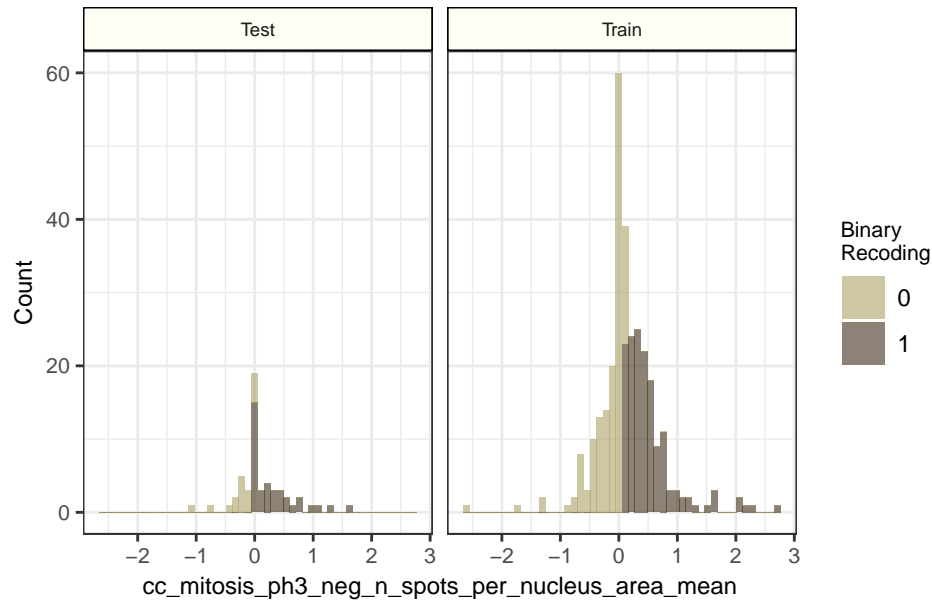 Test
Train
60
40
20
0
Count
−2 −1 0 1 2 3
−2 −1 0 1 2 3
cc_mitosis_ph3_neg_n_spots_per_nucleus_area_mean
Binary
Recoding
0
1